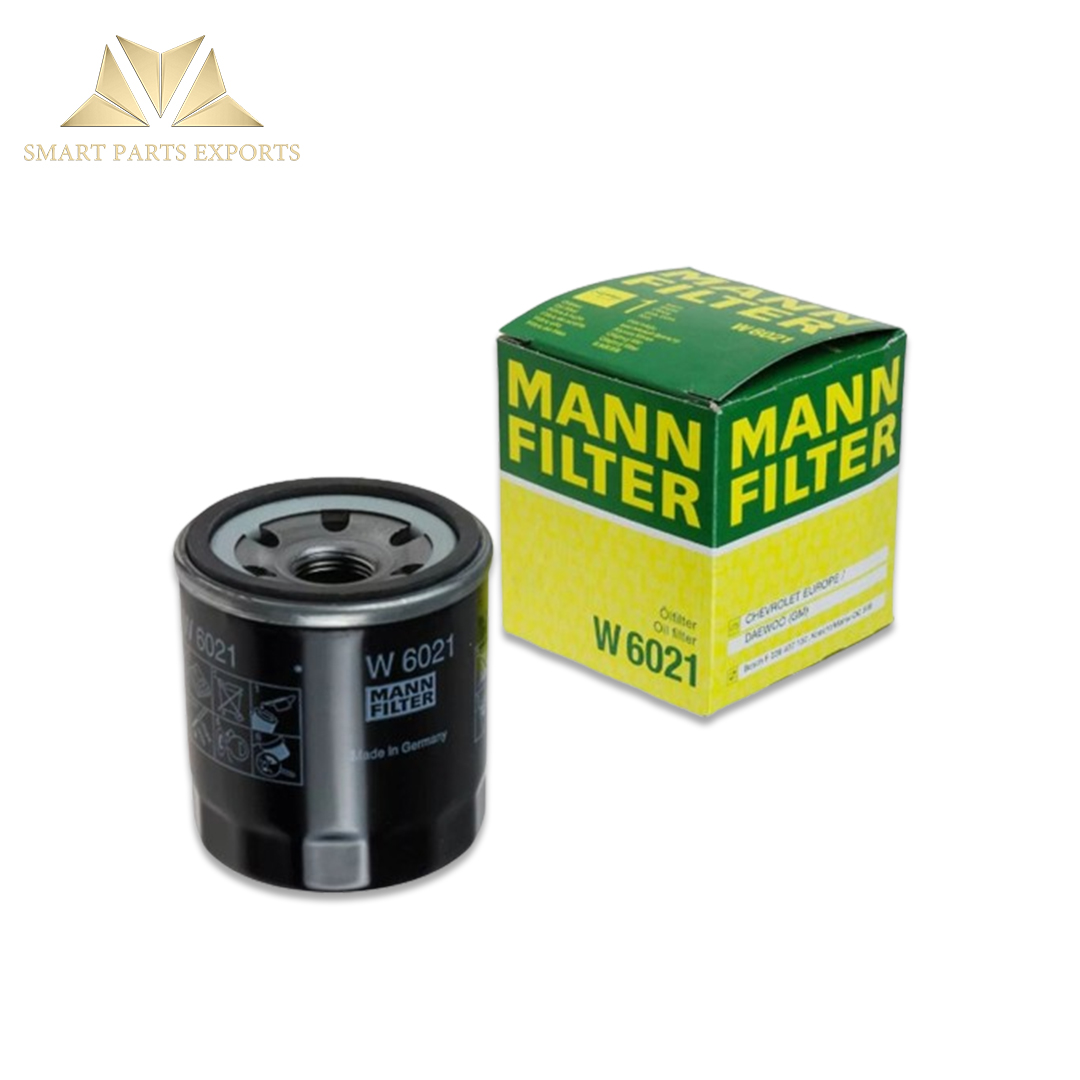 SMART PARTS EXPORTS
MANN
FILTER
W 6021
1
MANN
FILTER
MANN
FILTER
Ölfilter
Oil filter
W 6021
CHEVROLET EUROPE /
DAEWOO (GM)
W 6021
W 6021
MANN
FILTER
Made in Germany